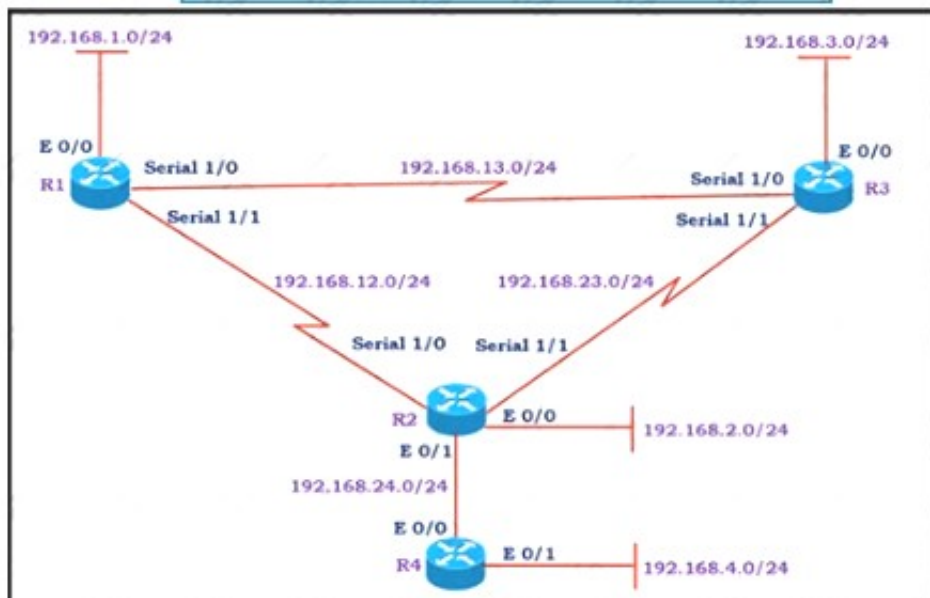 192.168.1.0/24
192.168.3.0/24
E 0/0
E 0/0
Serial 1/0
192.168.13.0/24
Serial 1/0
R1
R3
Serial 1/1
Serial 1/1
192.168.12.0/24
192.168.23.0/24
Serial 1/0
Serial 1/1
R2
E 0/0
192.168.2.0/24
E 0/1
192.168.24.0/24
E 0/0
E 0/1
R4
192.168.4.0/24